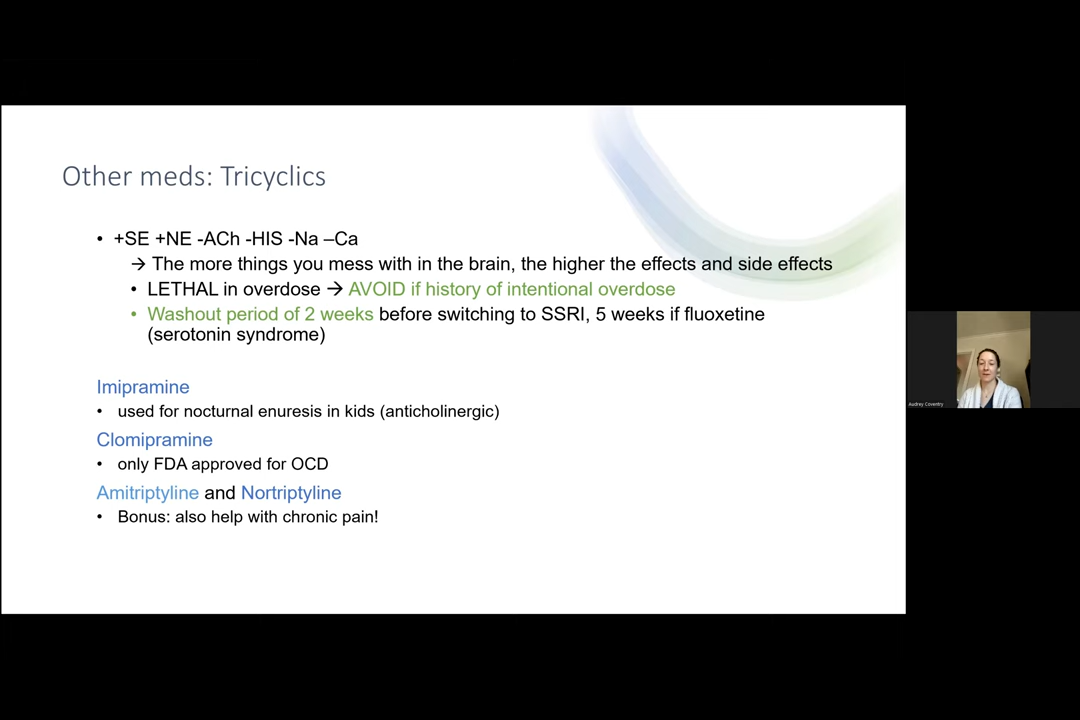 Other meds: Tricyclics
• +SE +NE -ACh -HIS -Na –Ca
→ The more things you mess with in the brain, the higher the effects and side effects
• LETHAL in overdose → AVOID if history of intentional overdose
• Washout period of 2 weeks before switching to SSRI, 5 weeks if fluoxetine
(serotonin syndrome)
Imipramine
• used for nocturnal enuresis in kids (anticholinergic)
Clomipramine
• only FDA approved for OCD
Amitriptyline and Nortriptyline
• Bonus: also help with chronic pain!
Audrey Coventry